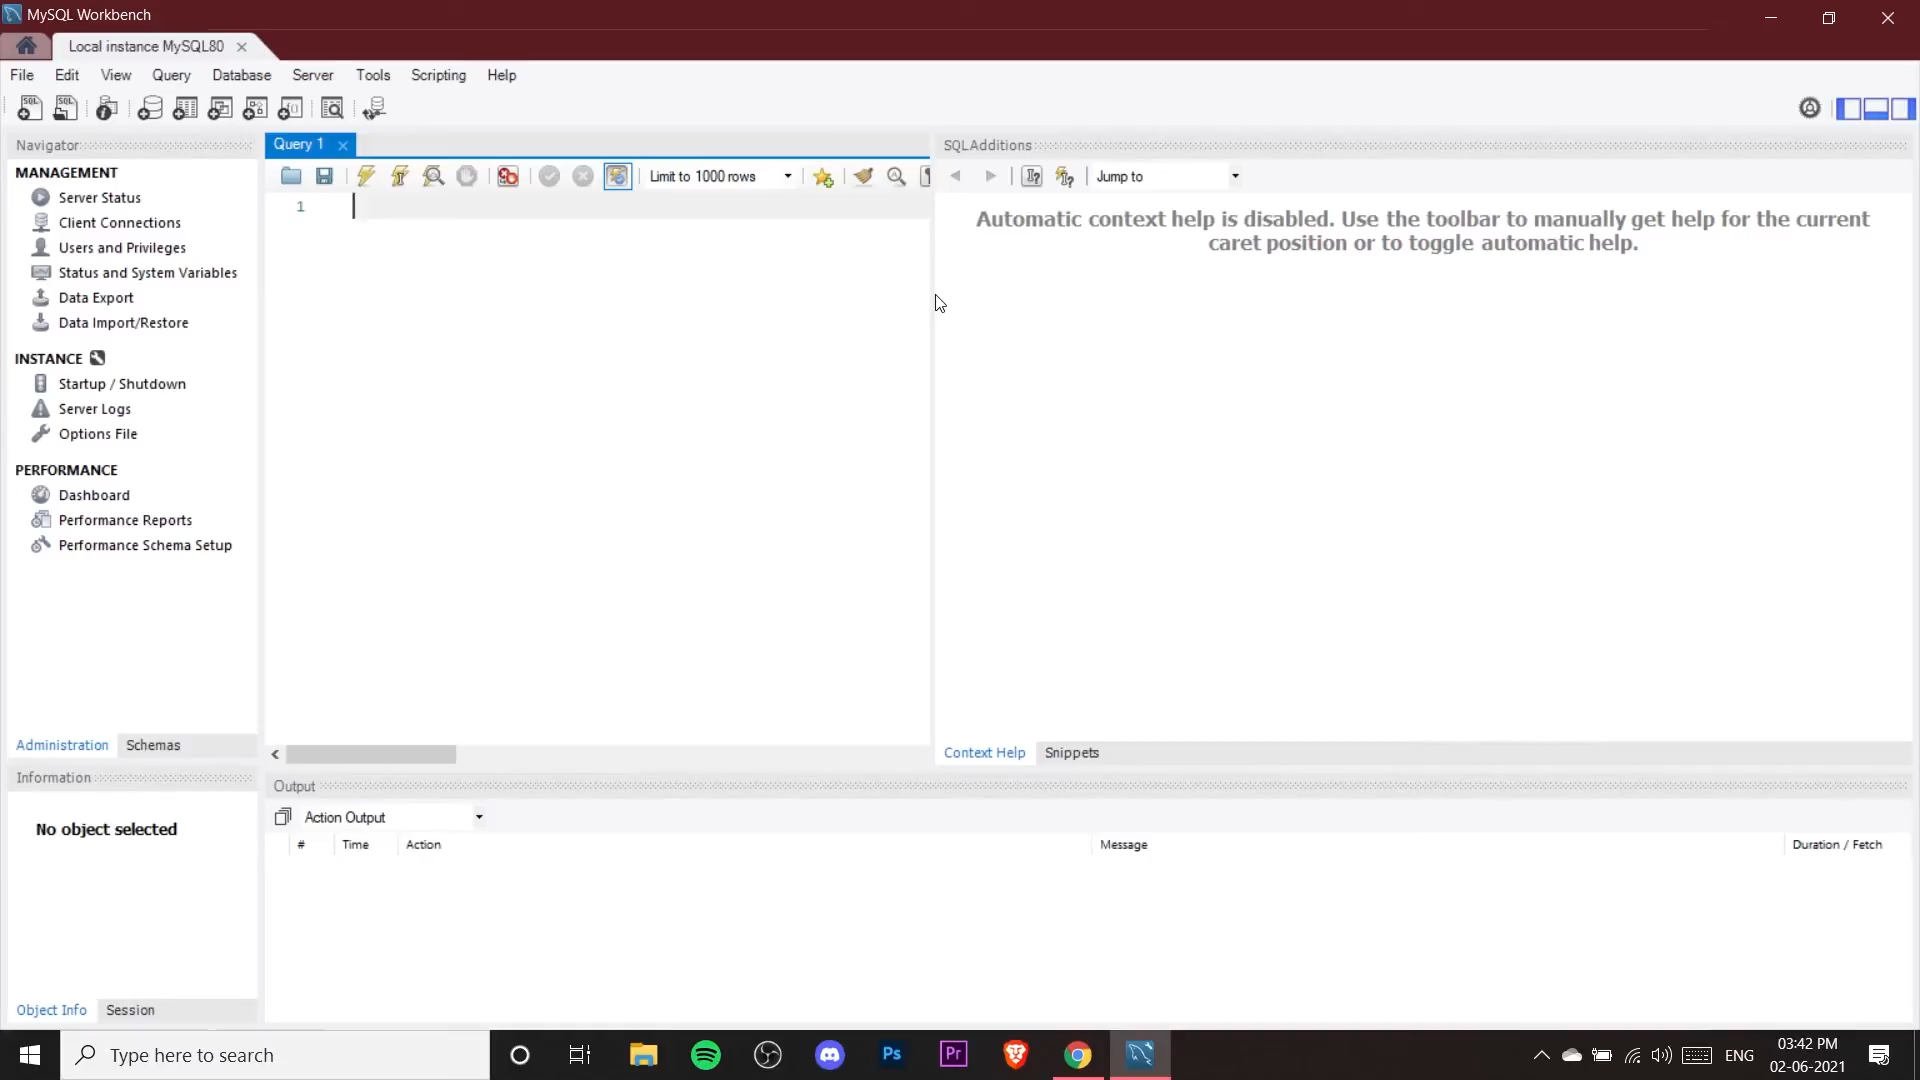 MySQL Workbench
Local instance MySQL80
File Edit View Query Database Server Tools Scripting Help
Navigator
MANAGEMENT
Server Status
Client Connections
Users and Privileges
Status and System Variables
Data Export
Data Import/Restore
INSTANCE
Startup / Shutdown
Server Logs
Options File
PERFORMANCE
Dashboard
Performance Reports
Performance Schema Setup
Administration Schemas
Information
No object selected
Object Info Session
Query 1
Limit to 1000 rows
1
SQLAdditions
Jump to
Automatic context help is disabled. Use the toolbar to manually get help for the current
caret position or to toggle automatic help.
Context Help Snippets
Output
Action Output
# Time Action Message Duration / Fetch
Type here to search
Ps
Pr
ENG
03:42 PM
02-06-2021